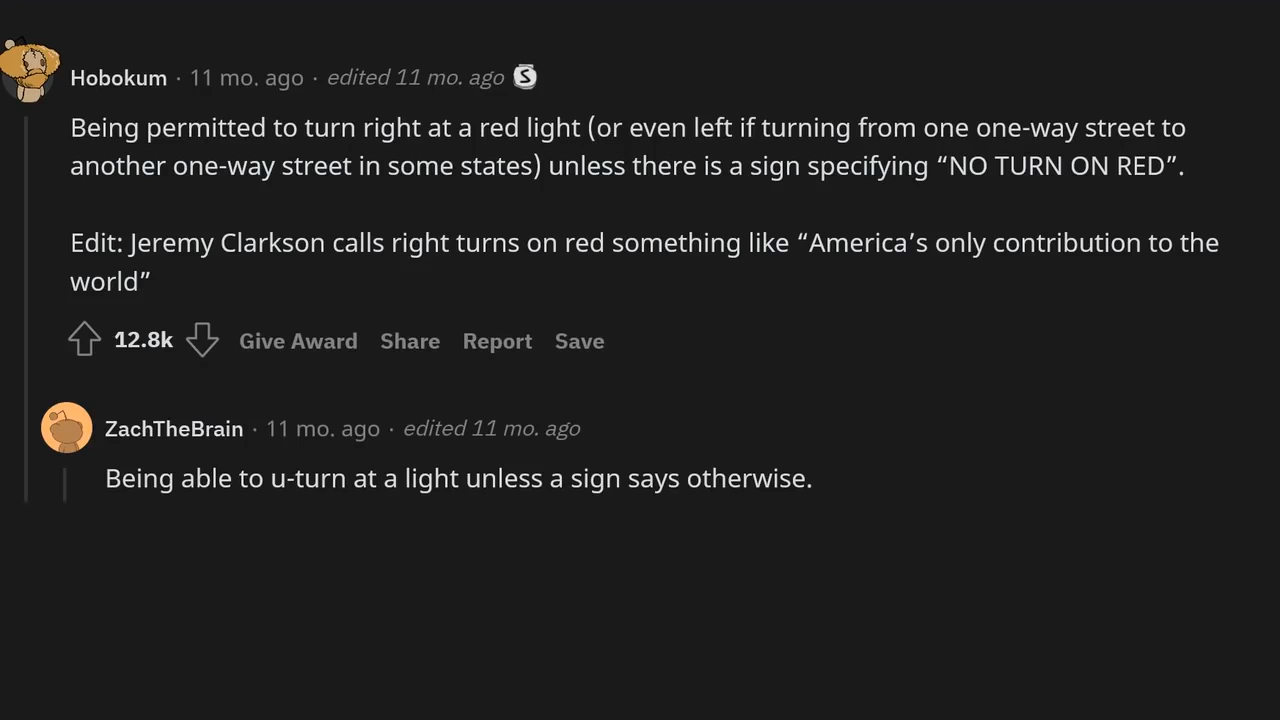 Hobokum · 11 mo. ago · edited 11 mo. ago S
Being permitted to turn right at a red light (or even left if turning from one one-way street to
another one-way street in some states) unless there is a sign specifying “NO TURN ON RED”.
Edit: Jeremy Clarkson calls right turns on red something like “America’s only contribution to the
world”
12.8k Give Award Share Report Save
ZachTheBrain · 11 mo. ago · edited 11 mo. ago
Being able to u-turn at a light unless a sign says otherwise.